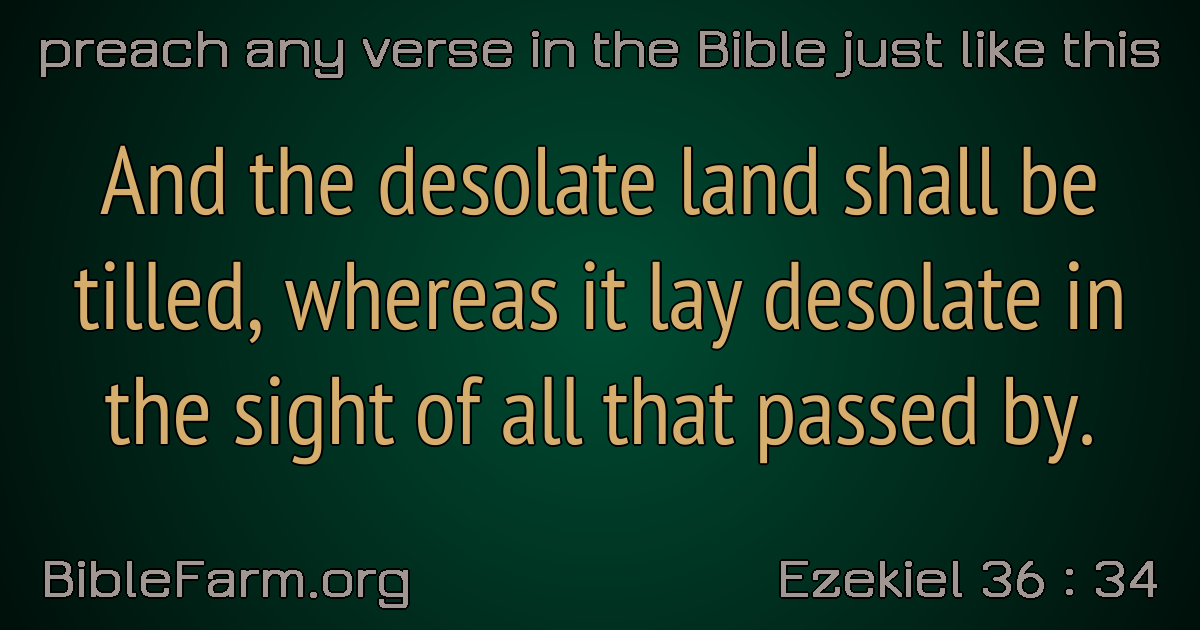 preach any verse in the Bible just like this
And the desolate land shall be
tilled, whereas it lay desolate in
the sight of all that passed by.
BibleFarm.org
Ezekiel 36 : 34